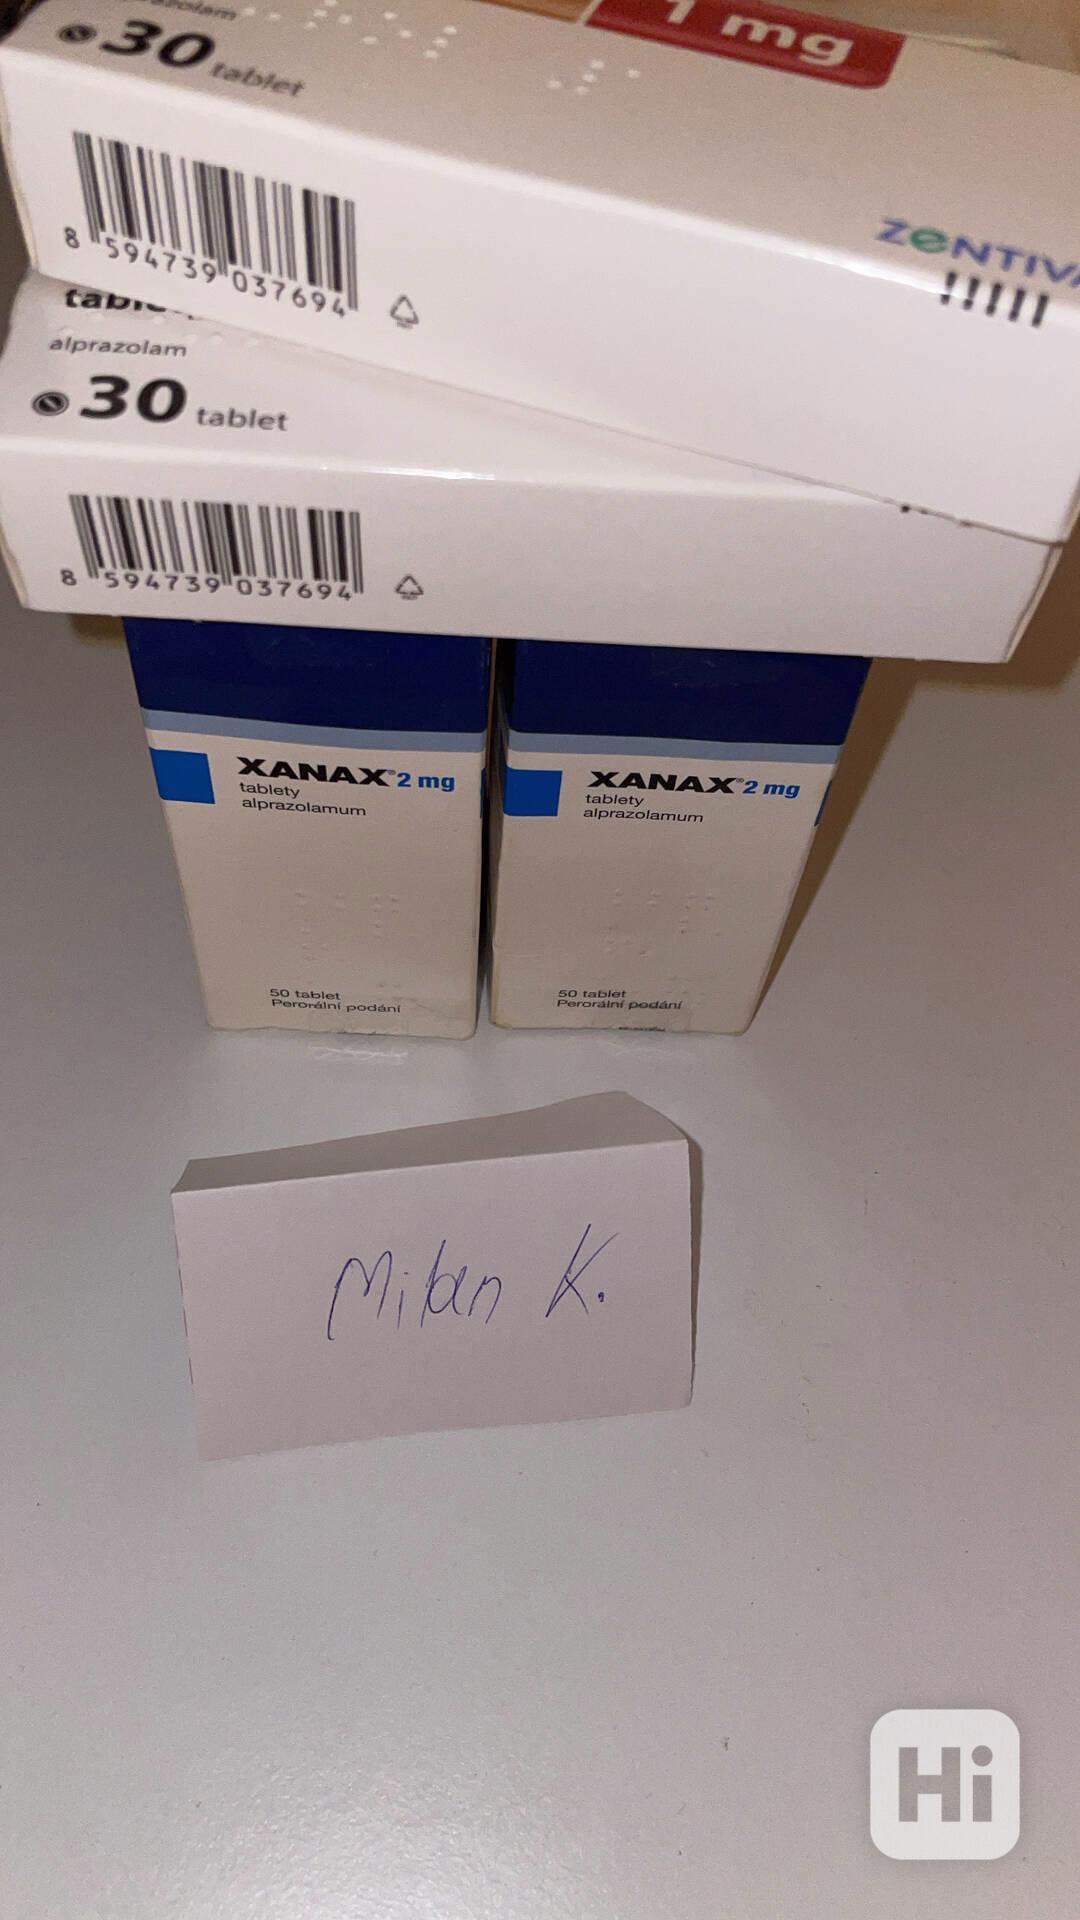 30 tablet
1 mg
8 594739 037694
ZENTIVA
!!!!!
alprazolam
30 tablet
8 594739 037694
XANAX® 2 mg
tablety
alprazolamum
50 tablet
Perorální podání
XANAX® 2 mg
tablety
alprazolamum
50 tablet
Perorální podání
Milan K.
Hi